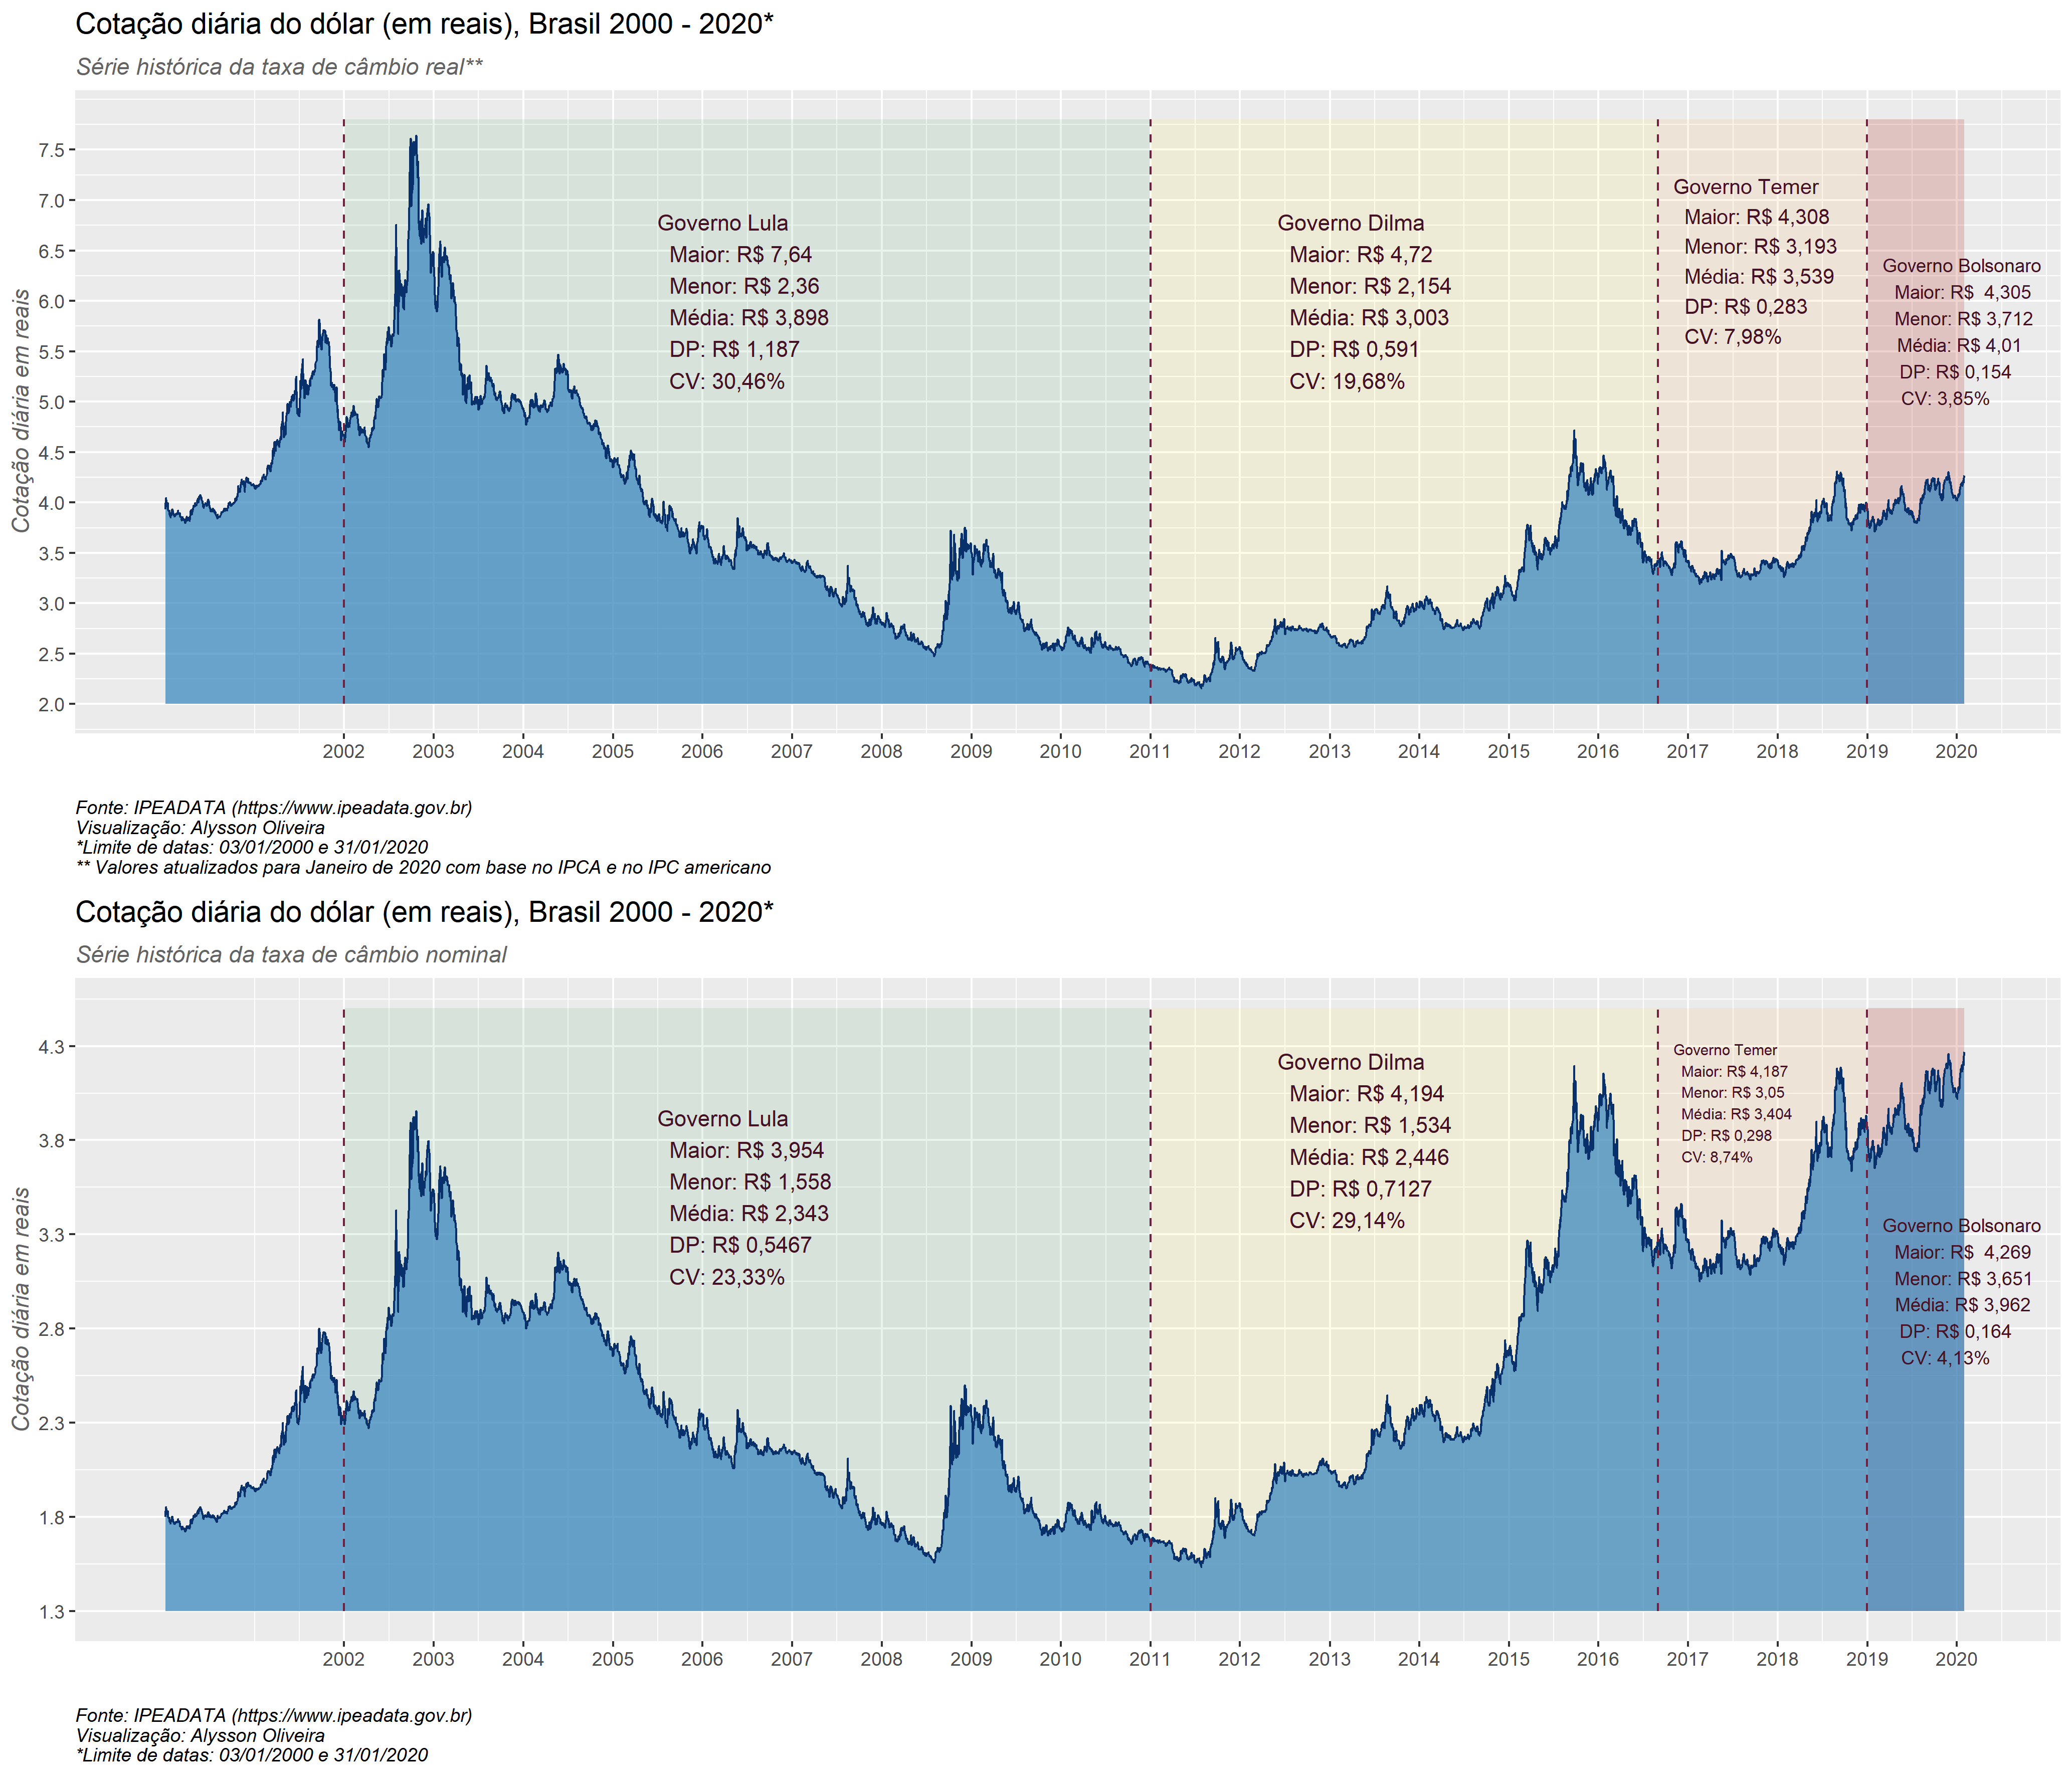 Cotação diária do dólar (em reais), Brasil 2000 - 2020*
Série histórica da taxa de câmbio real**
Cotação diária em reais
7.5
7.0
6.5
6.0
5.5
5.0
4.5
4.0
3.5
3.0
2.5
2.0
Governo Lula
Maior: R$ 7,64
Menor: R$ 2,36
Média: R$ 3,898
DP: R$ 1,187
CV: 30,46%
Governo Dilma
Maior: R$ 4,72
Menor: R$ 2,154
Média: R$ 3,003
DP: R$ 0,591
CV: 19,68%
Governo Temer
Maior: R$ 4,308
Menor: R$ 3,193
Média: R$ 3,539
DP: R$ 0,283
CV: 7,98%
Governo Bolsonaro
Maior: R$  4,305
Menor: R$ 3,712
Média: R$ 4,01
DP: R$ 0,154
CV: 3,85%
2002 2003 2004 2005 2006 2007 2008 2009 2010 2011 2012 2013 2014 2015 2016 2017 2018 2019 2020
Fonte: IPEADATA (https://www.ipeadata.gov.br)
Visualização: Alysson Oliveira
*Limite de datas: 03/01/2000 e 31/01/2020
** Valores atualizados para Janeiro de 2020 com base no IPCA e no IPC americano
Cotação diária do dólar (em reais), Brasil 2000 - 2020*
Série histórica da taxa de câmbio nominal
Cotação diária em reais
4.3
3.8
3.3
2.8
2.3
1.8
1.3
Governo Lula
Maior: R$ 3,954
Menor: R$ 1,558
Média: R$ 2,343
DP: R$ 0,5467
CV: 23,33%
Governo Dilma
Maior: R$ 4,194
Menor: R$ 1,534
Média: R$ 2,446
DP: R$ 0,7127
CV: 29,14%
Governo Temer
Maior: R$ 4,187
Menor: R$ 3,05
Média: R$ 3,404
DP: R$ 0,298
CV: 8,74%
Governo Bolsonaro
Maior: R$  4,269
Menor: R$ 3,651
Média: R$ 3,962
DP: R$ 0,164
CV: 4,13%
2002 2003 2004 2005 2006 2007 2008 2009 2010 2011 2012 2013 2014 2015 2016 2017 2018 2019 2020
Fonte: IPEADATA (https://www.ipeadata.gov.br)
Visualização: Alysson Oliveira
*Limite de datas: 03/01/2000 e 31/01/2020